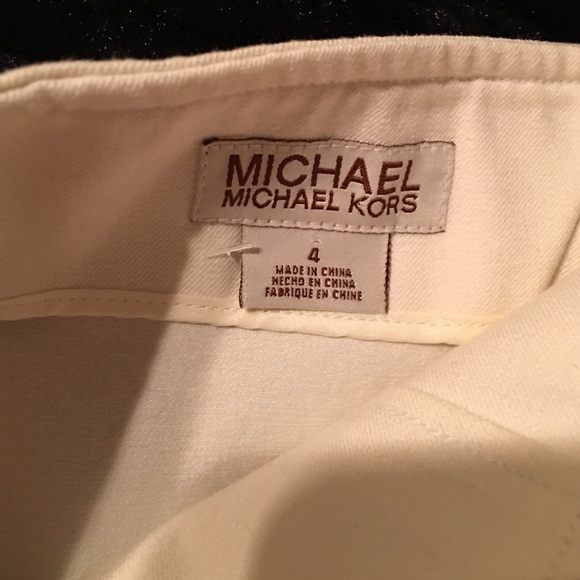 MICHAEL
MICHAEL KORS
4
MADE IN CHINA
HECHO EN CHINA
FABRIQUE EN CHINE